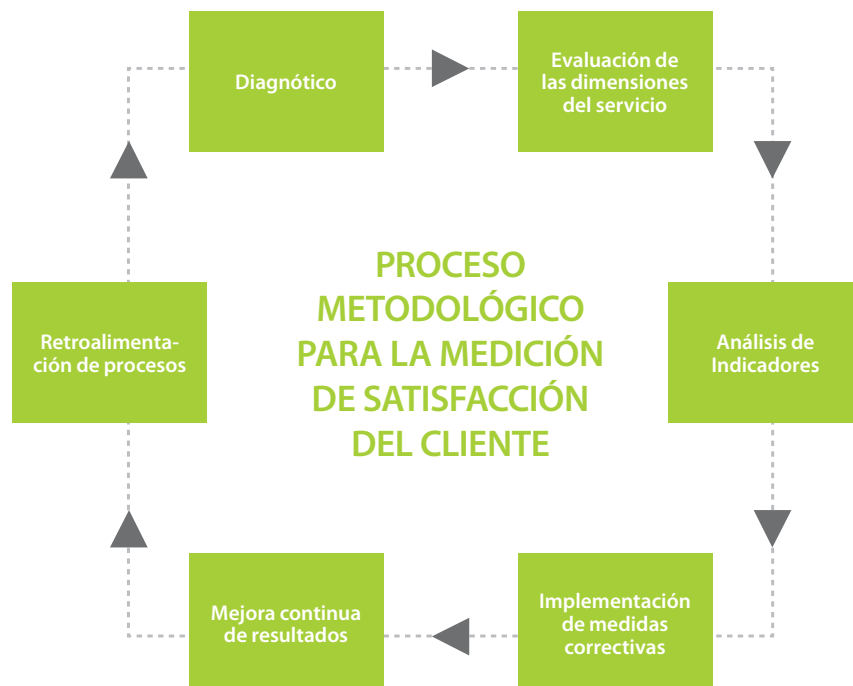 Diagnótico
Evaluación de
las dimensiones
del servicio
PROCESO
METODOLÓGICO
PARA LA MEDICIÓN
DE SATISFACCIÓN
DEL CLIENTE
Retroalimenta-
ción de procesos
Análisis de
Indicadores
Mejora continua
de resultados
Implementación
de medidas
correctivas